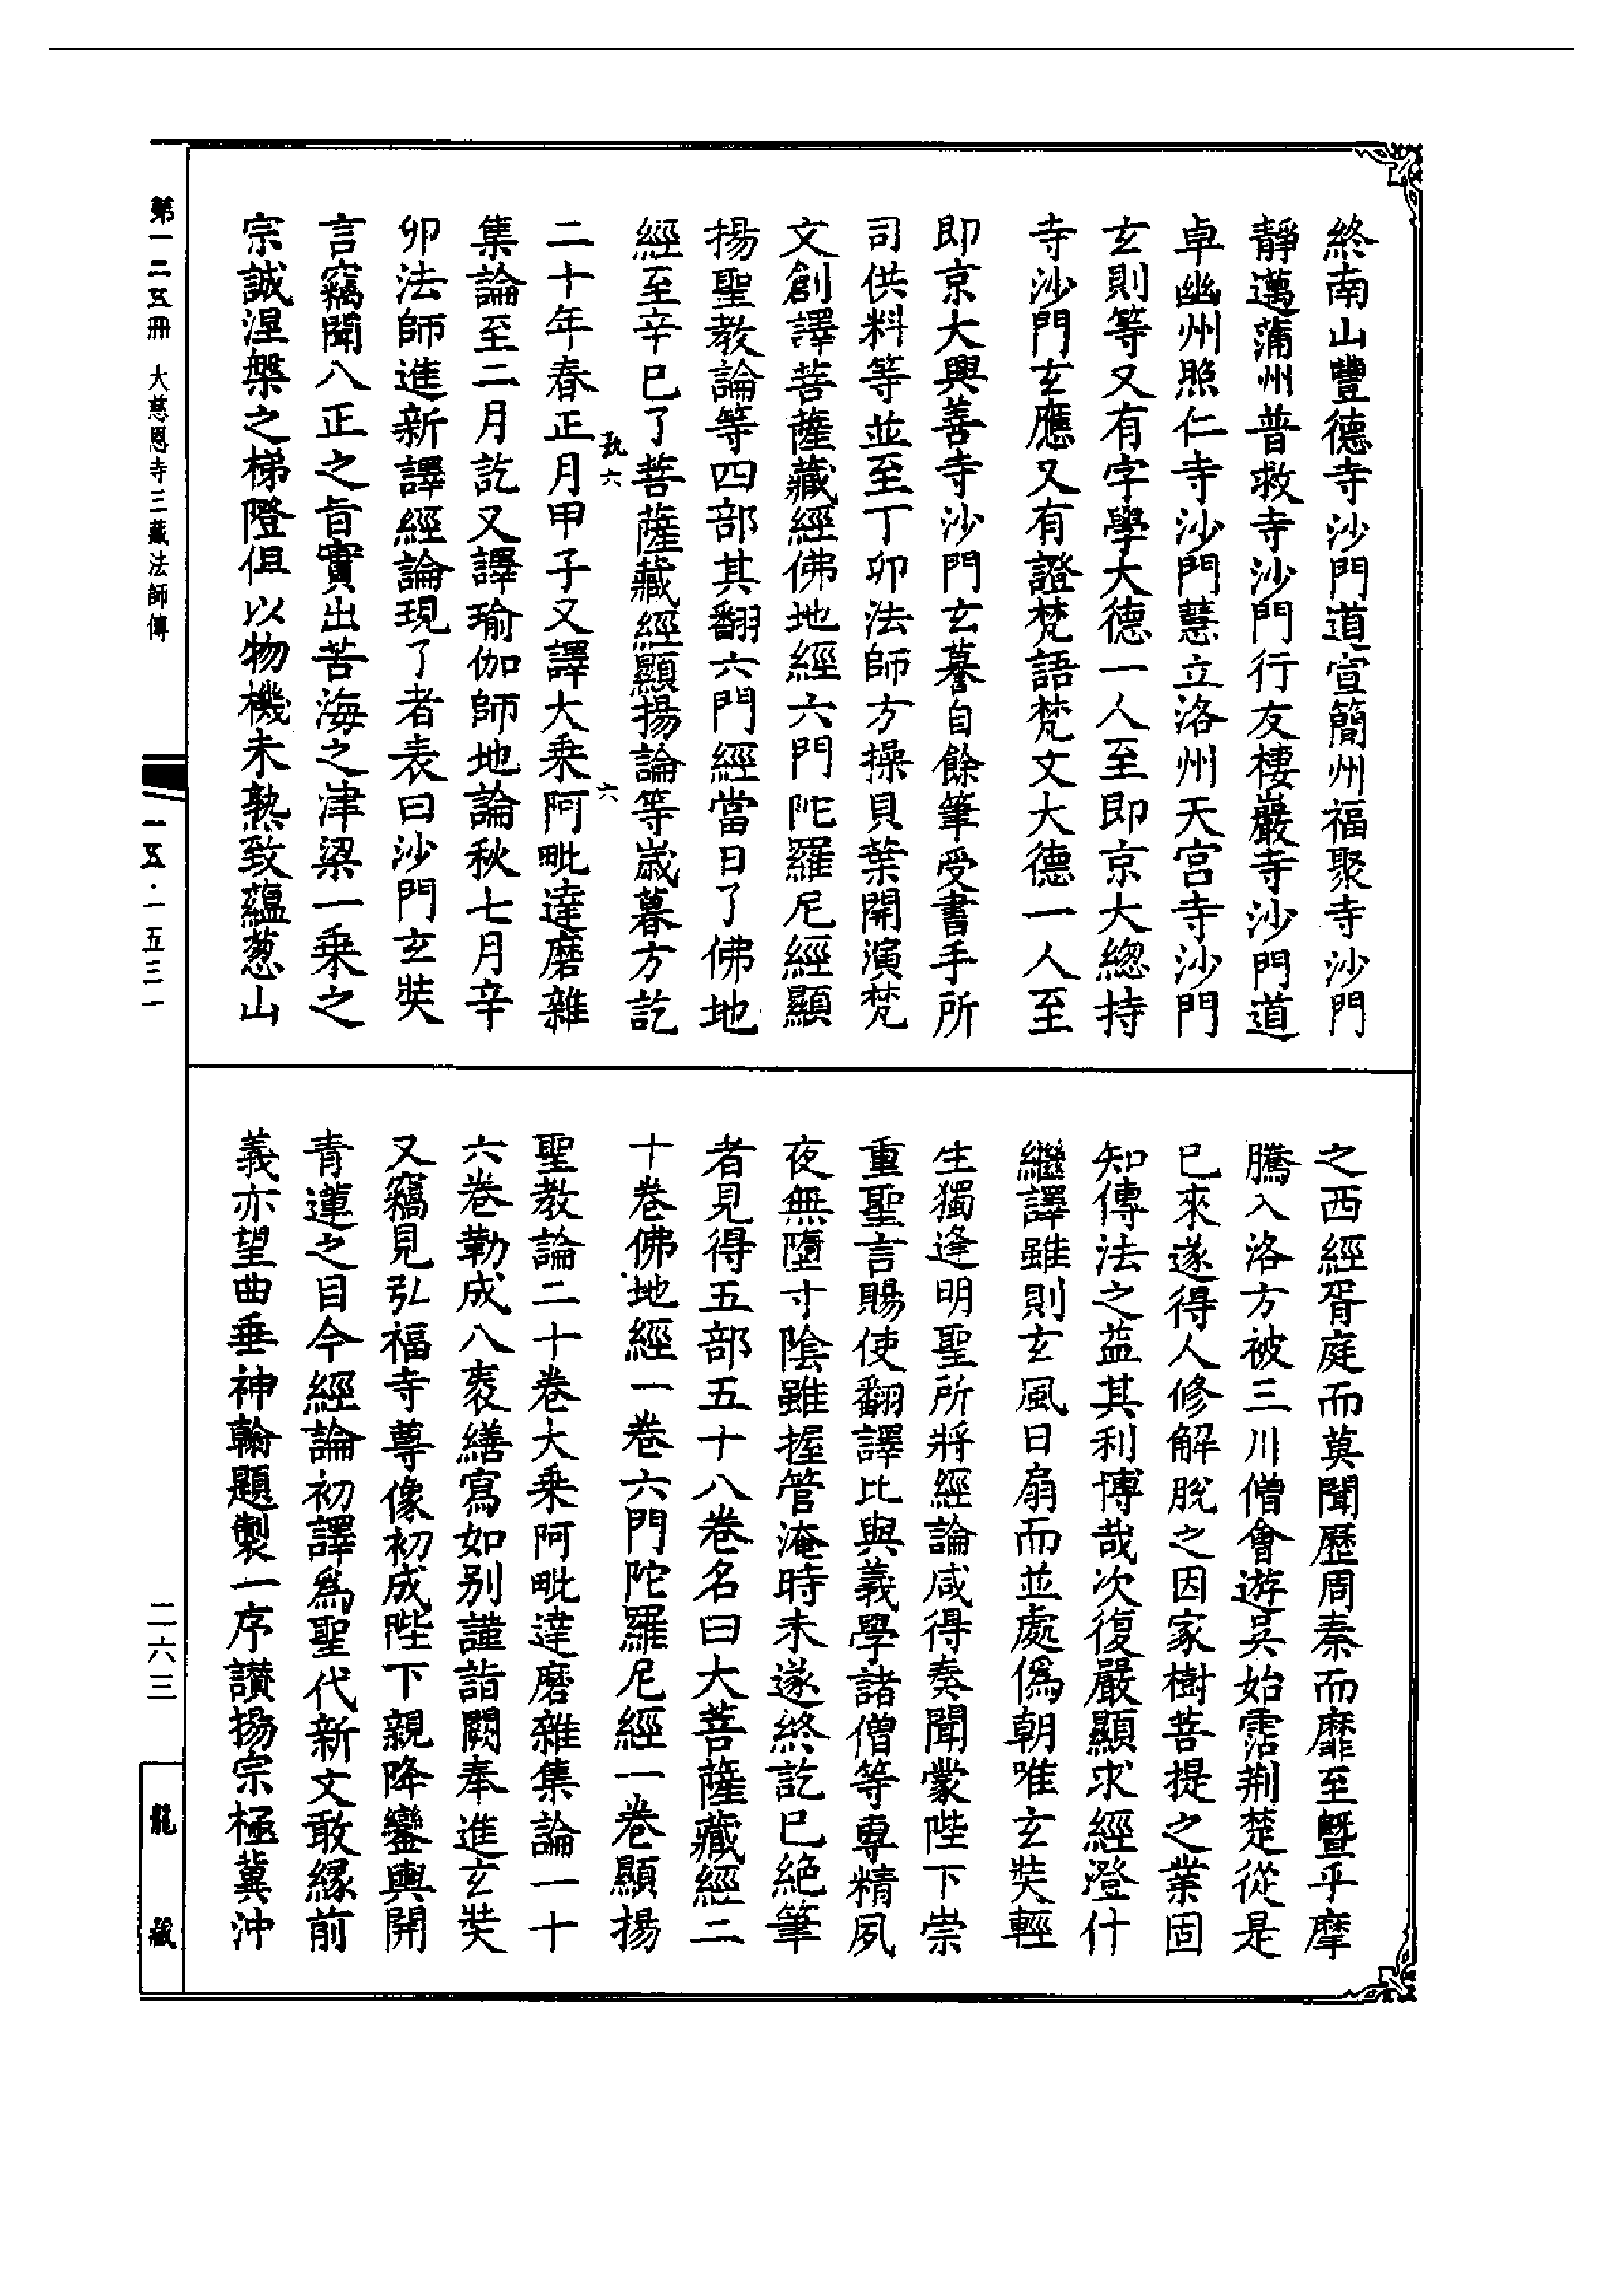 終南山豐德寺沙門道宣簡州福聚寺沙門
靜邁蒲州普救寺沙門行友棲巖寺沙門道
卓幽州照仁寺沙門慧立洛州天宮寺沙門
玄則等又有字學大德一人至即京大總持
寺沙門玄應又有證梵語梵文大德一人至
即京大興善寺沙門玄謩自餘筆受書手所
司供料等並至丁卯法師方操貝葉開演梵
文創譯菩薩藏經佛地經六門陀羅尼經顯
揚聖教論等四部其翻六門經當日了佛地
經至辛巳了菩薩藏經顯揚論等歲暮方訖
執六
六
二十年春正月甲子又譯大乘阿毗達磨雜
集論至二月訖又譯瑜伽師地論秋七月辛
卯法師進新譯經論現了者表曰沙門玄奘
言竊聞八正之旨實出苦海之津梁一乘之
宗誠涅槃之梯隥但以物機未熟致蘊葱山
之西經胥庭而莫聞歷周秦而靡至暨乎摩
騰入洛方被三川僧會遊吳始霑荆楚從是
已來遂得人修解脫之因家樹菩提之業固
知傳法之益其利博哉次復嚴顯求經澄什
繼譯雖則玄風日扇而並處偽朝唯玄奘輕
生獨逢明聖所將經論咸得奏聞蒙陛下崇
重聖言賜使翻譯比與義學諸僧等專精夙
夜無墮寸陰雖握管淹時未遂終訖已絕筆
者見得五部五十八卷名曰大菩薩藏經二
十卷佛地經一卷六門陀羅尼經一卷顯揚
聖教論二十卷大乘阿毗達磨雜集論一十
六卷勒成八袠繕寫如別謹詣闕奉進玄奘
又竊見弘福寺尊像初成陛下親降鑾輿開
青蓮之目今經論初譯為聖代新文敢緣前
義亦望曲垂神翰題製一序讚揚宗極冀沖
第一二五冊 大慈恩寺三藏法師傳
一五·一五三一
二六三
龍藏